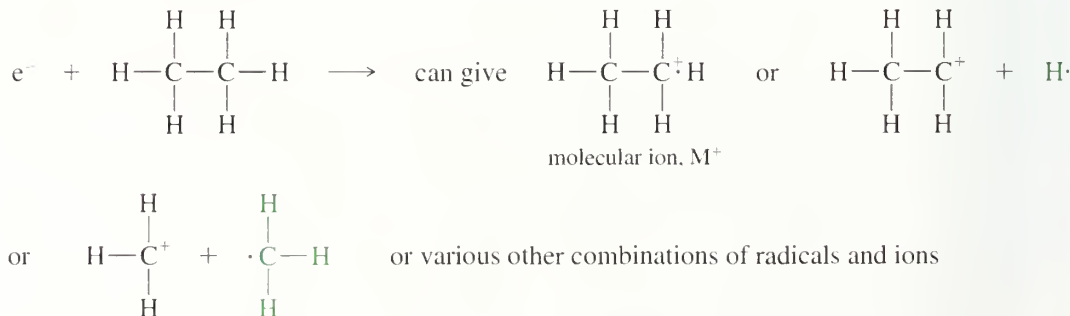 H H H H H H
e⁻ + H—C—C—H ⟶ can give H—C—C⁺·H or H—C—C⁺ + H·
H H H H H H
molecular ion, M⁺
H H
or H—C⁺ + ·C—H or various other combinations of radicals and ions
H H